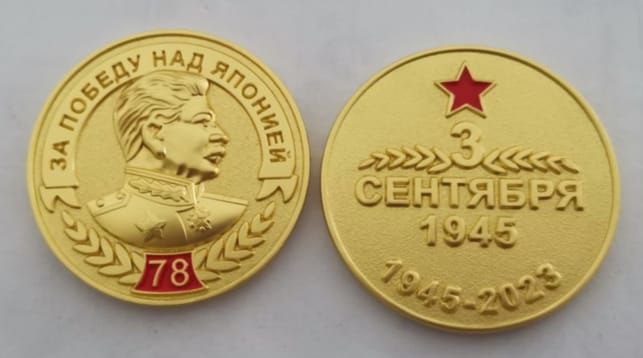 ЗА ПОБЕДУ НАД ЯПОНИЕЙ
78
3
СЕНТЯБРЯ
1945
1945-2023